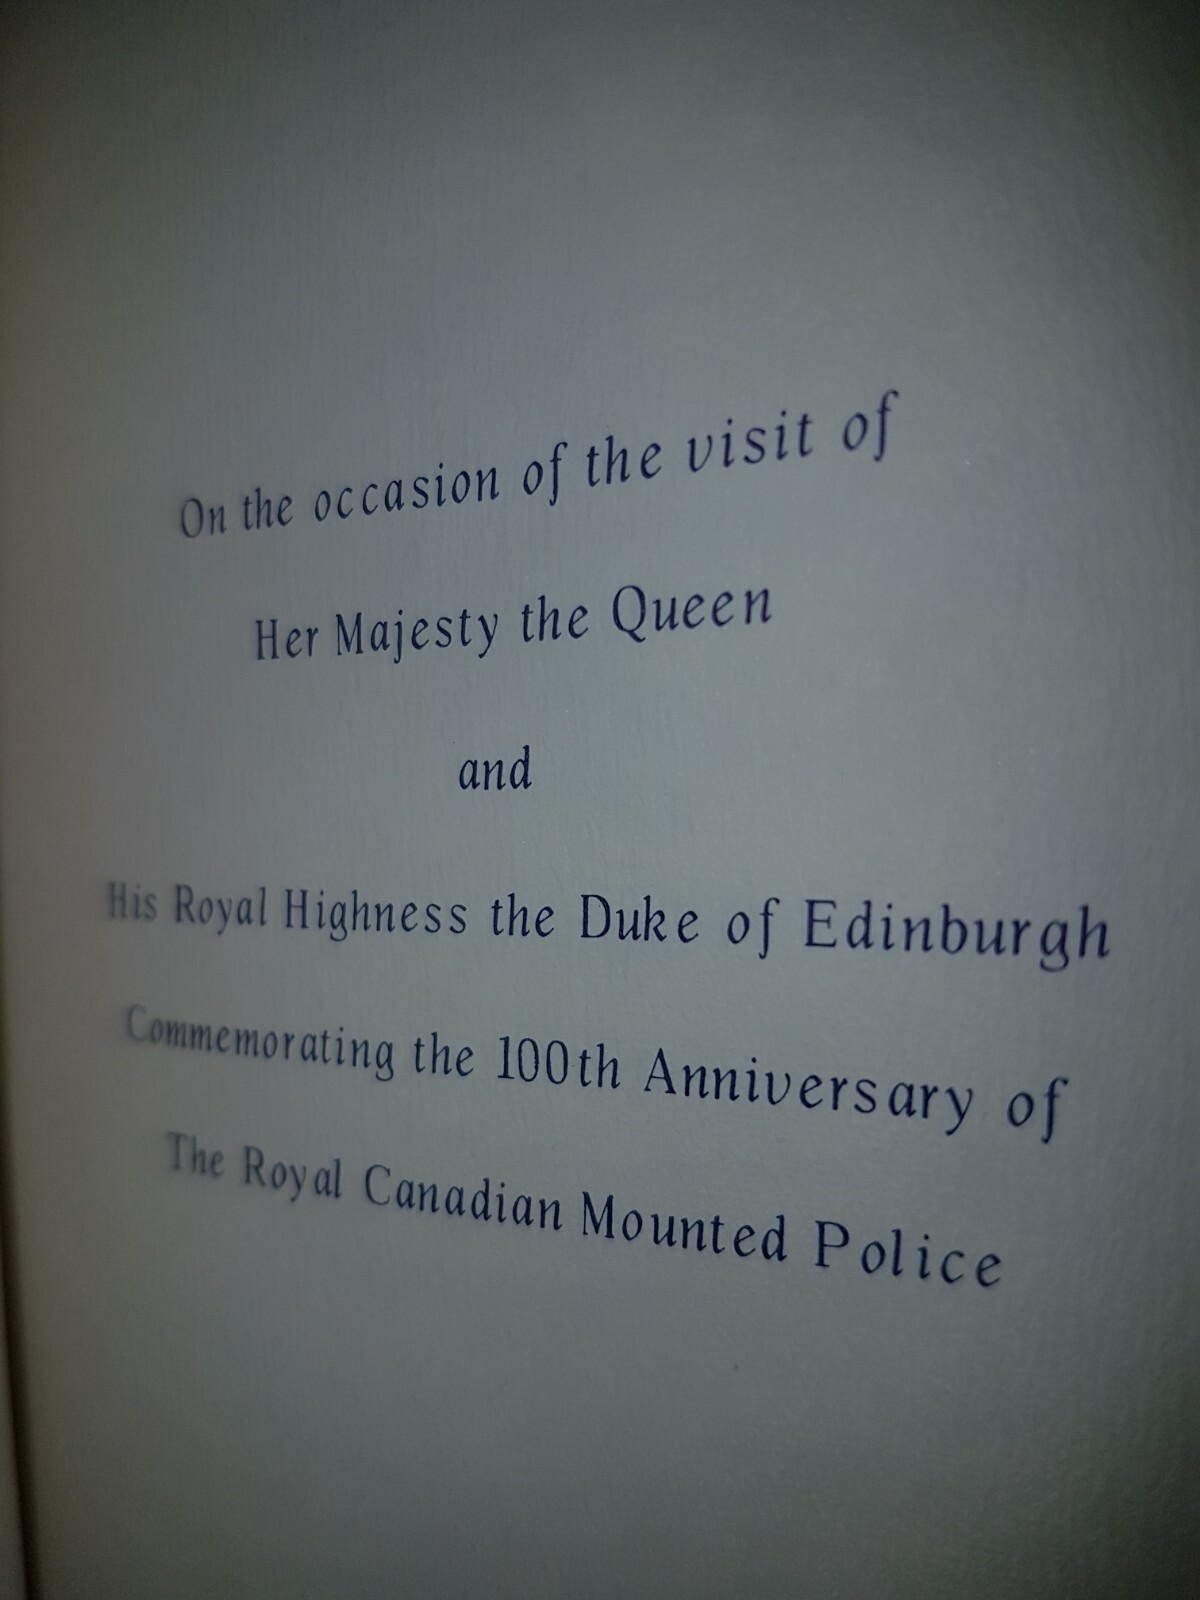 On the occasion of the visit of
Her Majesty the Queen
and
His Royal Highness the Duke of Edinburgh
Commemorating the 100th Anniversary of
The Royal Canadian Mounted Police